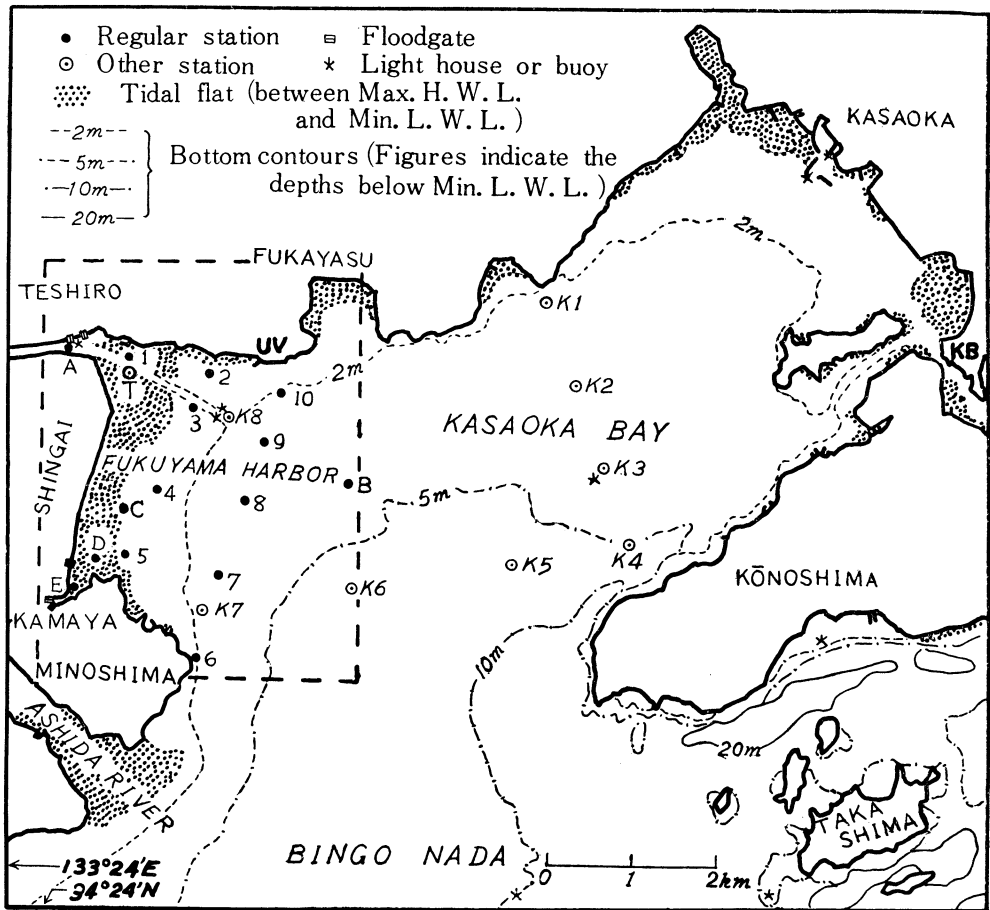 Regular station
Floodgate
Other station
Light house or buoy
Tidal flat (between Max. H. W. L.
and Min. L. W. L. )
2m
5m
10m
20m
Bottom contours (Figures indicate the
depths below Min. L. W. L. )
KASAOKA
2m
FUKAYASU
TESHIRO
K1
UV
KB
A
1
T
2
2m
K2
10
3
K8
KASAOKA BAY
9
SHINGAI
FUKUYAMA HARBOR
K3
B
4
5m
8
C
K4
D
5
K5
7
KŌNOSHIMA
E
K6
K7
KAMAYA
6
10m
MINOSHIMA
ASHIDA RIVER
20m
TAKA
SHIMA
BINGO NADA
133°24'E
34°24'N
0 1 2km